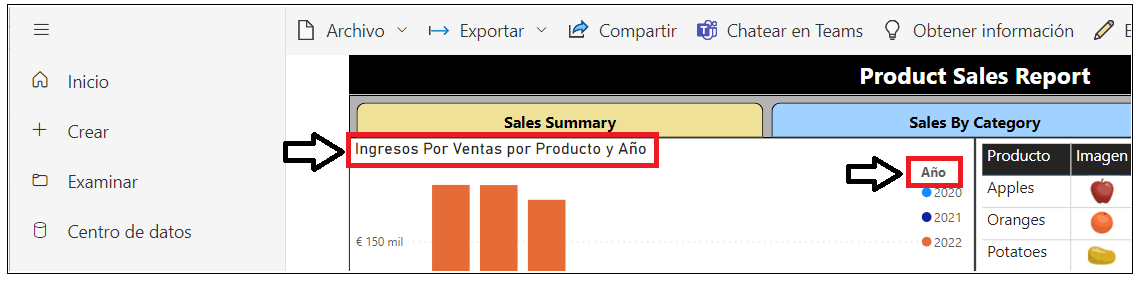 Archivo Exportar Compartir Chatear en Teams Obtener información
Inicio
Crear
Examinar
Centro de datos
Product Sales Report
Sales Summary
Sales By Category
Ingresos Por Ventas por Producto y Año
€ 150 mil
Año
2020
2021
2022
Producto Imagen
Apples
Oranges
Potatoes